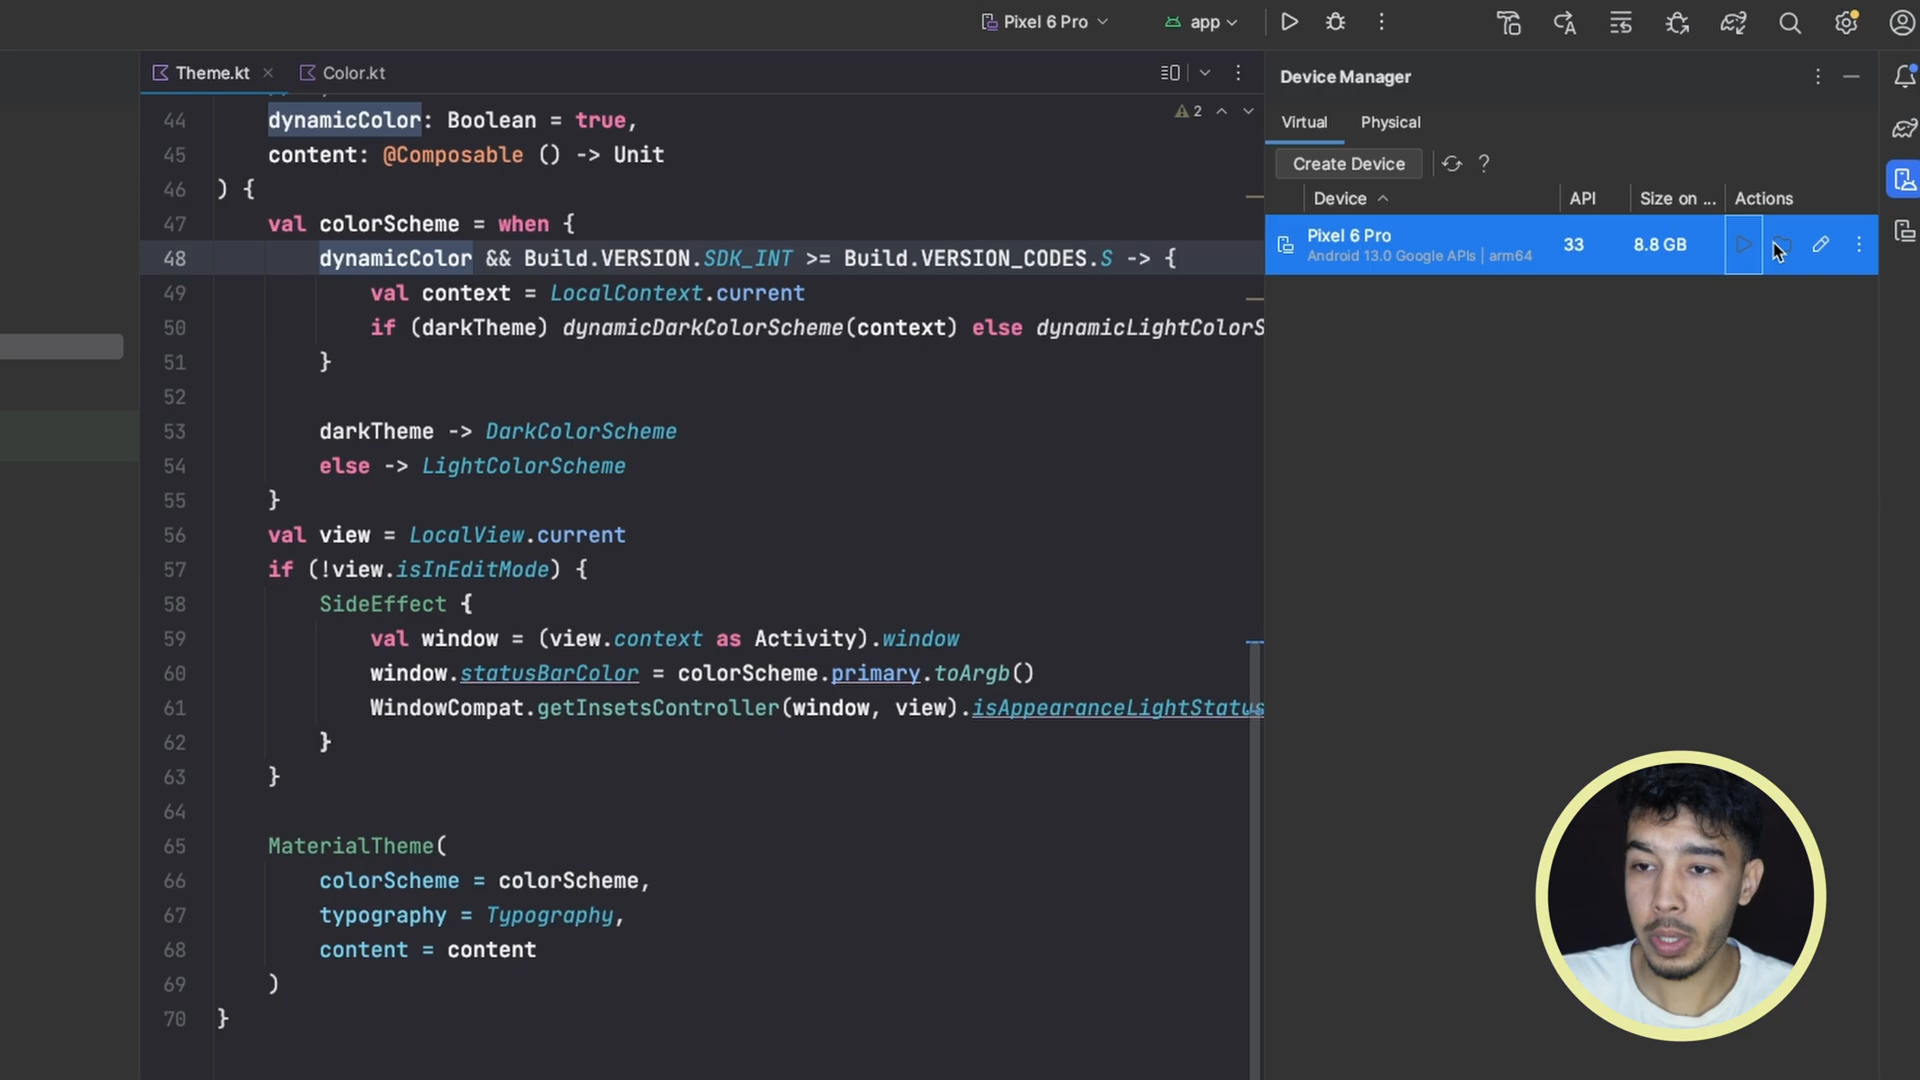 Pixel 6 Pro
app
Theme.kt
Color.kt
2
44 dynamicColor: Boolean = true,
45 content: @Composable () -> Unit
46 ) {
47 val colorScheme = when {
48 dynamicColor && Build.VERSION.SDK_INT >= Build.VERSION_CODES.S -> {
49 val context = LocalContext.current
50 if (darkTheme) dynamicDarkColorScheme(context) else dynamicLightColorS
51 }
52
53 darkTheme -> DarkColorScheme
54 else -> LightColorScheme
55 }
56 val view = LocalView.current
57 if (!view.isInEditMode) {
58 SideEffect {
59 val window = (view.context as Activity).window
60 window.statusBarColor = colorScheme.primary.toArgb()
61 WindowCompat.getInsetsController(window, view).isAppearanceLightStatus
62 }
63 }
64
65 MaterialTheme(
66 colorScheme = colorScheme,
67 typography = Typography,
68 content = content
69 )
70 }
Device Manager
Virtual
Physical
Create Device
?
Device
API
Size on ...
Actions
Pixel 6 Pro
Android 13.0 Google APIs | arm64
33
8.8 GB